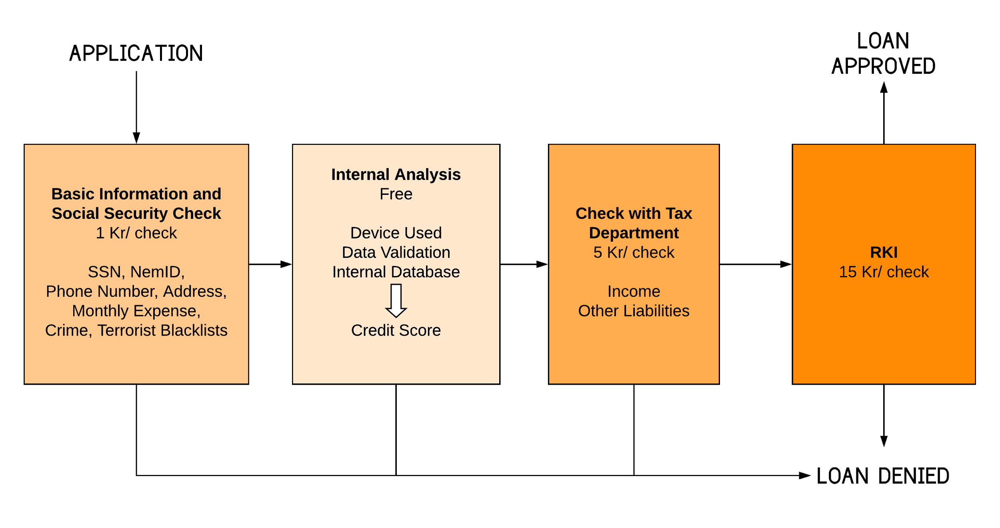 APPLICATION
LOAN
APPROVED
Basic Information and
Social Security Check
1 Kr/ check
SSN, NemID,
Phone Number, Address,
Monthly Expense,
Crime, Terrorist Blacklists
Internal Analysis
Free
Device Used
Data Validation
Internal Database
Credit Score
Check with Tax
Department
5 Kr/ check
Income
Other Liabilities
RKI
15 Kr/ check
LOAN DENIED